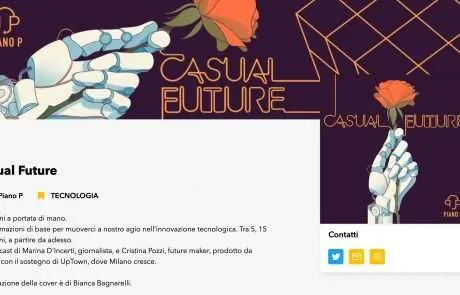 PIANO P
CASUAL
FUTURE
CASUAL FUTURE
PIANO P
ual Future
Piano P
TECNOLOGIA
ni a portata di mano.
rmazioni di base per muoverci a nostro agio nell'innovazione tecnologica. Tra 5, 15
ni, a partire da adesso.
cast di Marina D'Incerti, giornalista, e Cristina Pozzi, future maker, prodotto da
con il sostegno di UpTown, dove Milano cresce.
azione della cover è di Bianca Bagnarelli.
Contatti